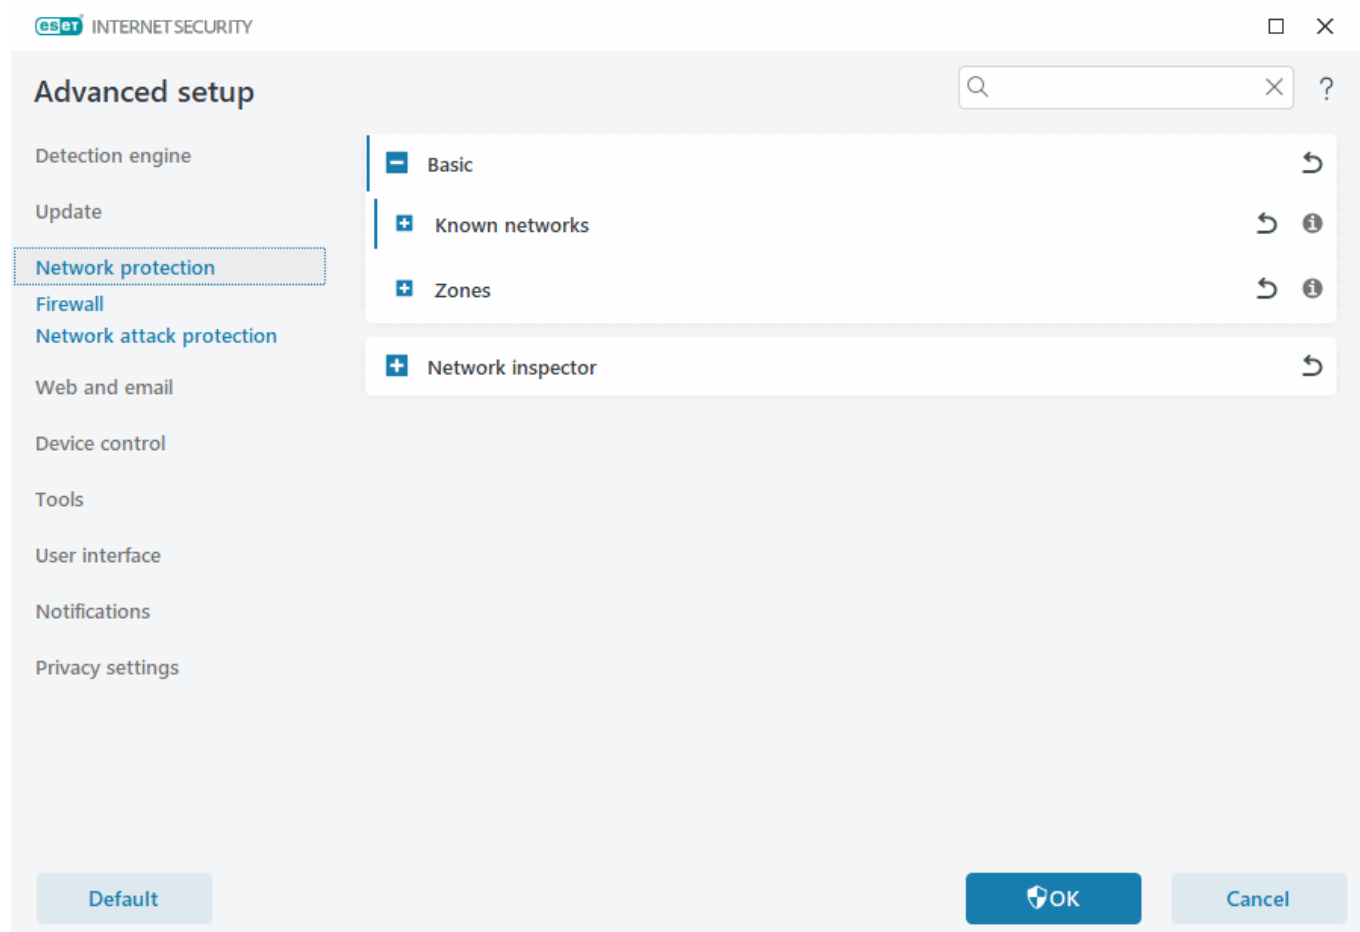 eset INTERNET SECURITY
Advanced setup
?
Detection engine
Update
Network protection
Firewall
Network attack protection
Web and email
Device control
Tools
User interface
Notifications
Privacy settings
Basic
Known networks
Zones
Network inspector
Default
OK
Cancel